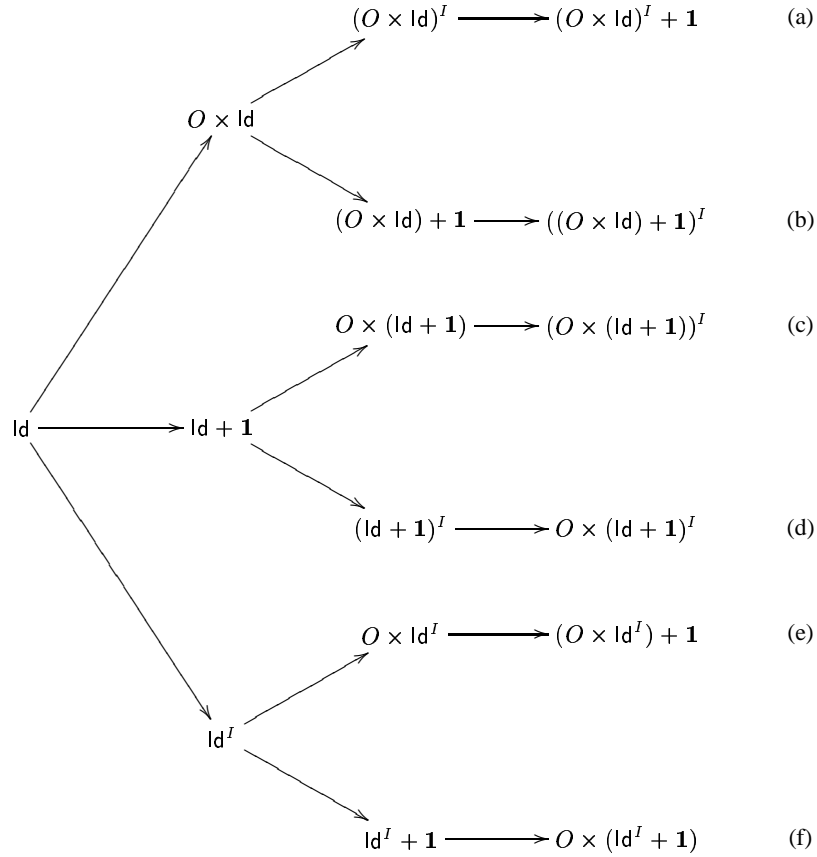 (O × Id)^I (O × Id)^I + 1 (a)
O × Id
(O × Id) + 1 ((O × Id) + 1)^I (b)
O × (Id + 1) (O × (Id + 1))^I (c)
Id Id + 1
(Id + 1)^I O × (Id + 1)^I (d)
O × Id^I (O × Id^I) + 1 (e)
Id^I
Id^I + 1 O × (Id^I + 1) (f)